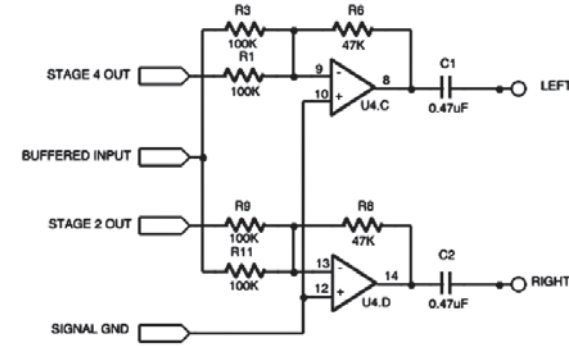 R3
100K
R6
47K
STAGE 4 OUT
R1
100K
9
-
8
10
+
U4.C
C1
0.47uF
LEFT
BUFFERED INPUT
STAGE 2 OUT
R9
100K
R8
47K
R11
100K
13
-
14
12
+
U4.D
C2
0.47uF
RIGHT
SIGNAL GND